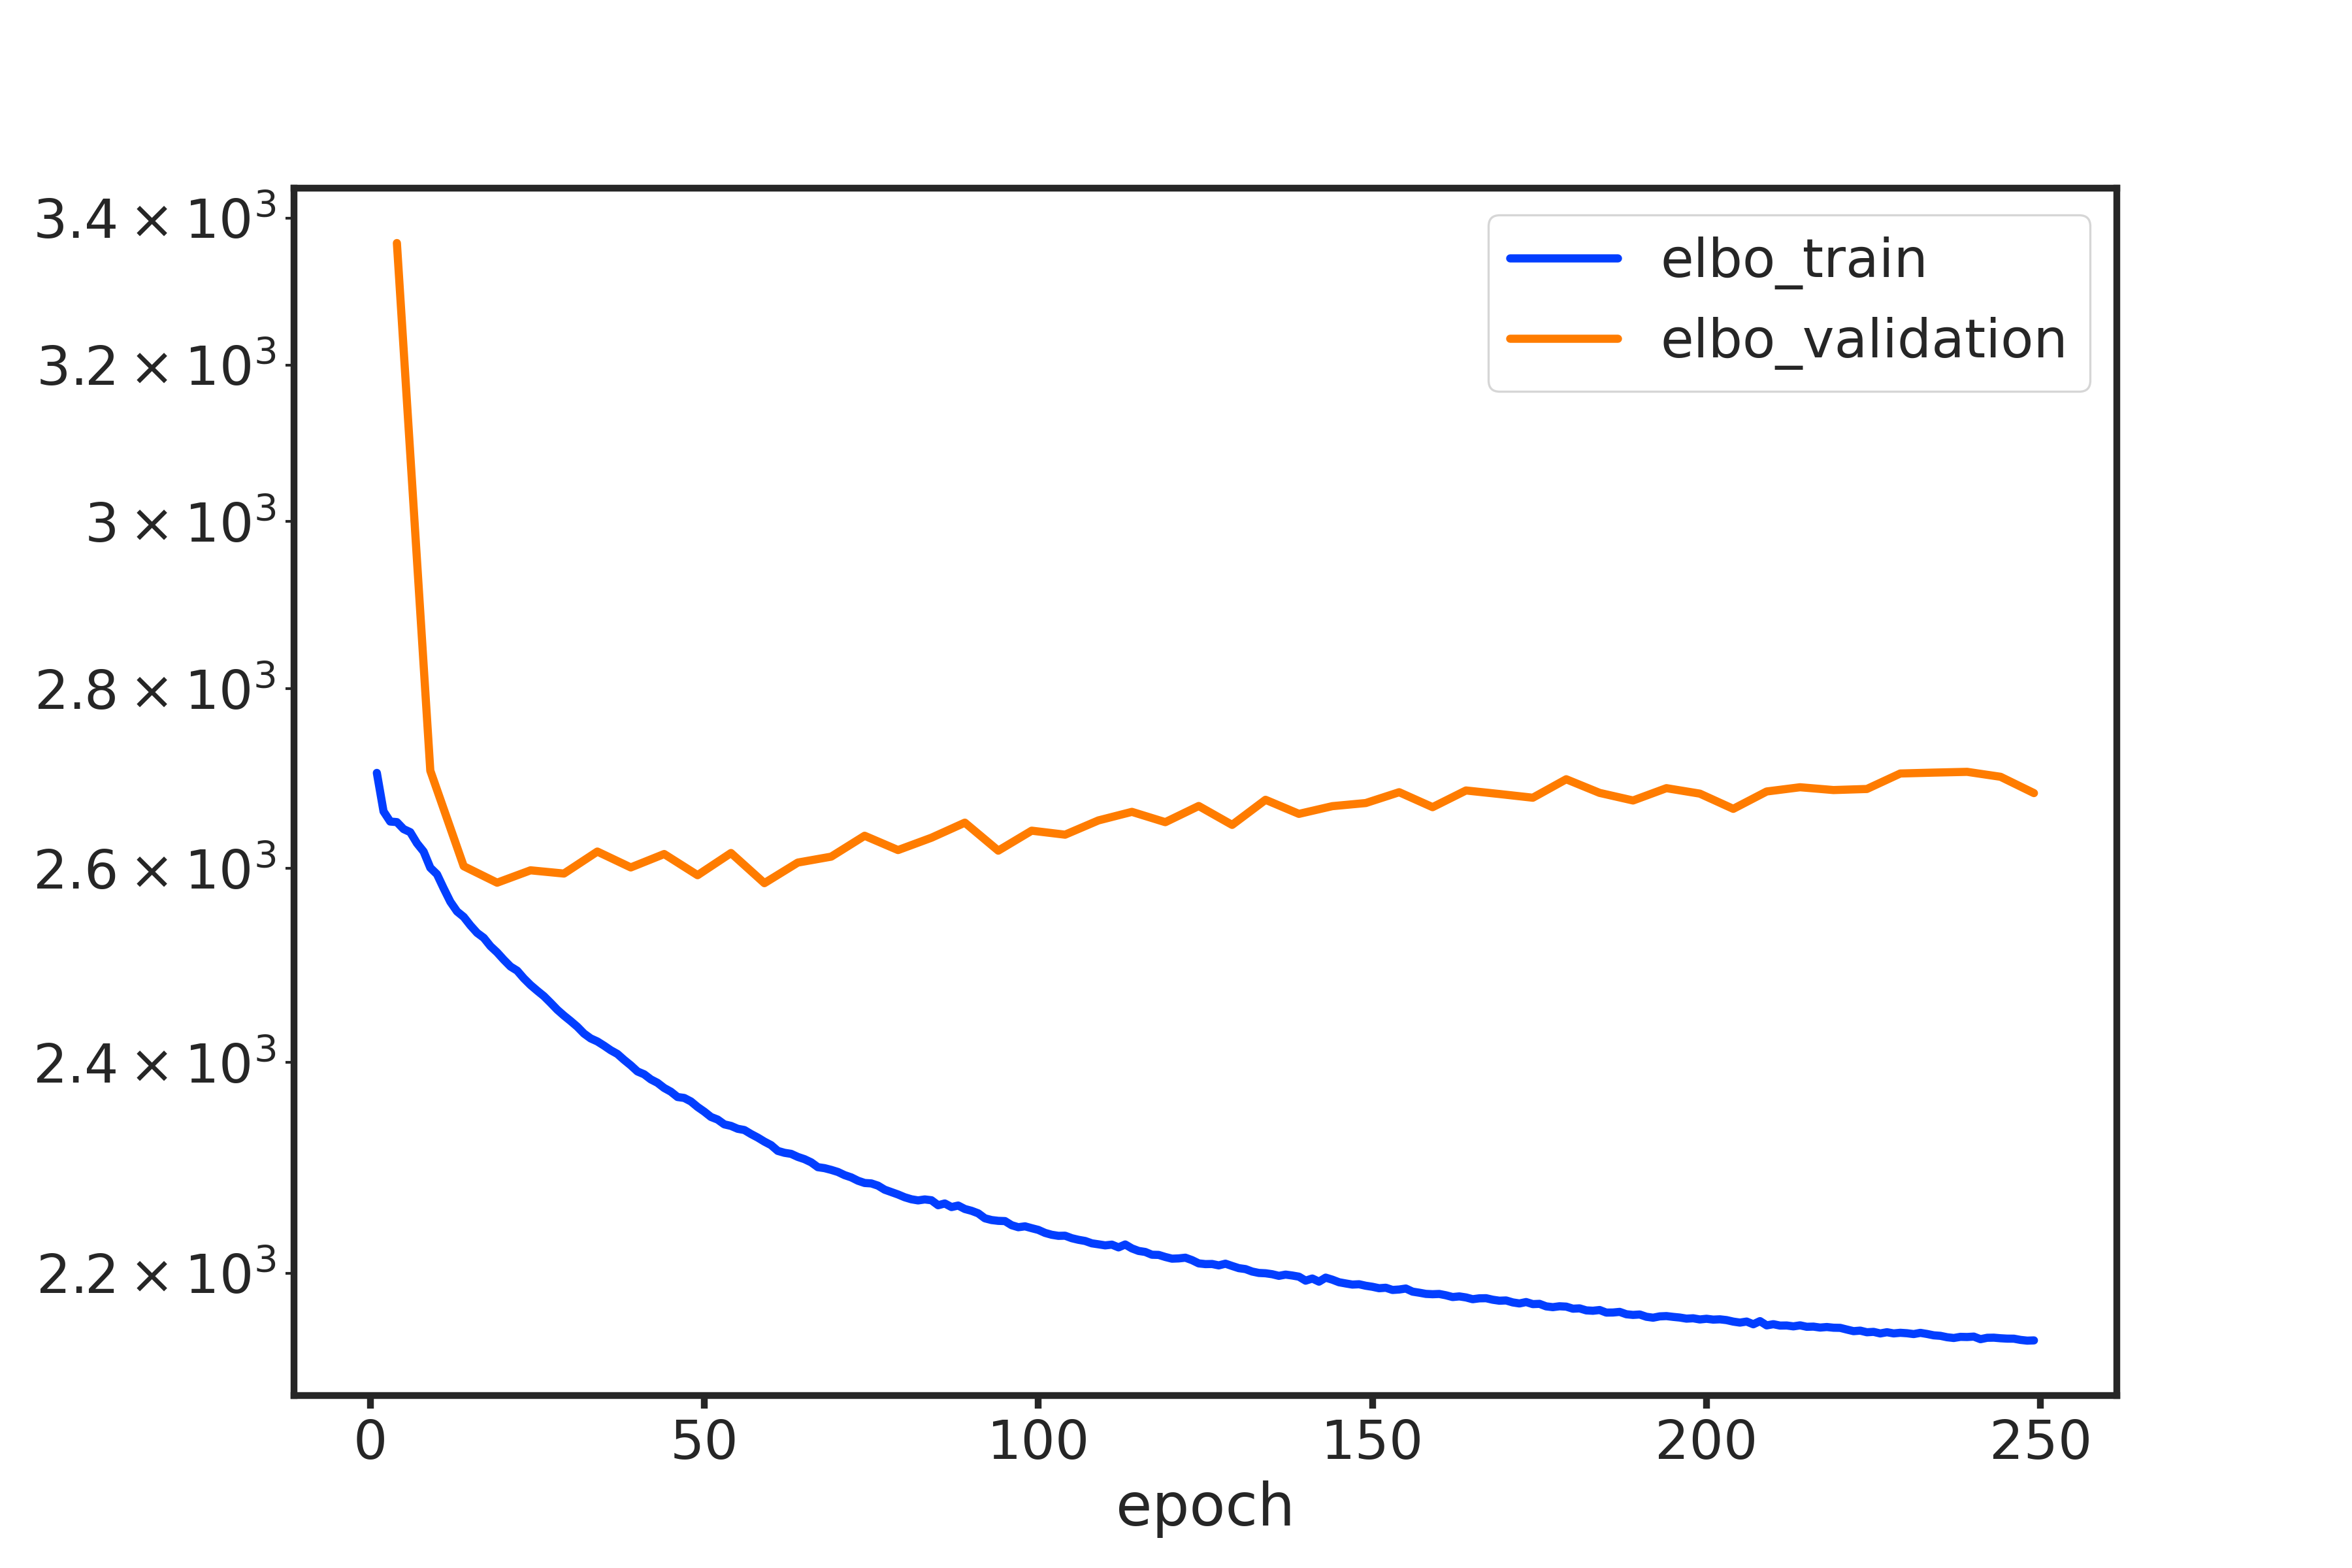 3.4 × 10³
3.2 × 10³
3 × 10³
2.8 × 10³
2.6 × 10³
2.4 × 10³
2.2 × 10³
elbo_train
elbo_validation
0 50 100 150 200 250
epoch